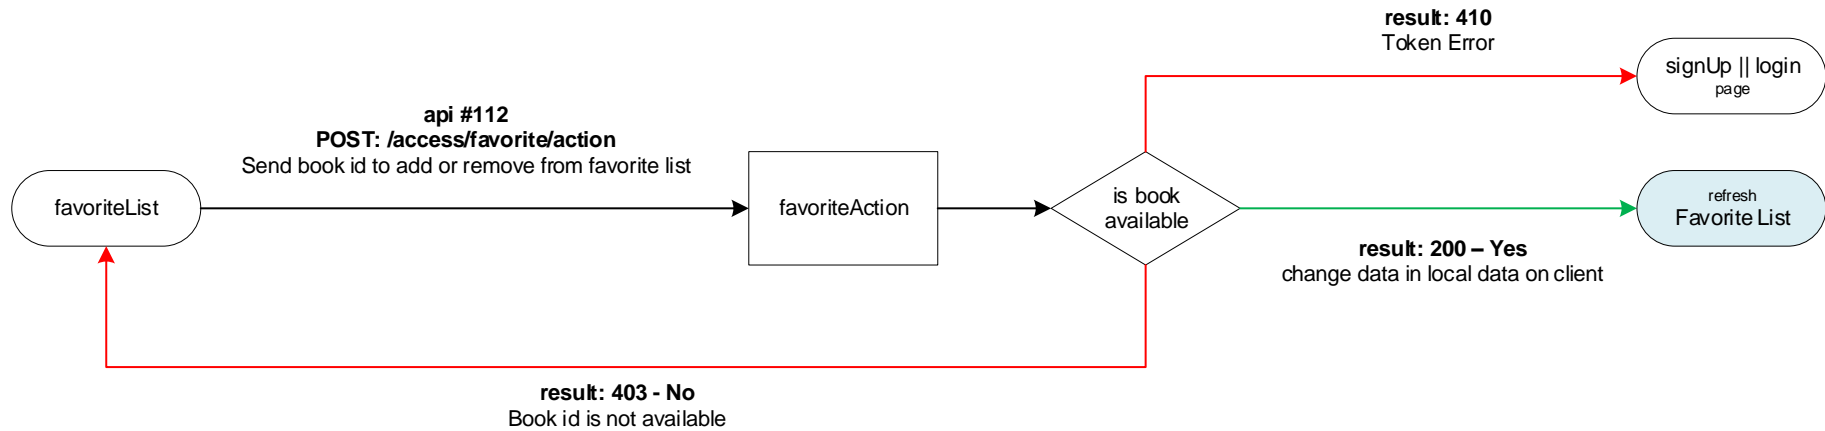 result: 410
Token Error
signUp || login
page
api #112
POST: /access/favorite/action
Send book id to add or remove from favorite list
favoriteList
favoriteAction
is book
available
refresh
Favorite List
result: 200 – Yes
change data in local data on client
result: 403 - No
Book id is not available